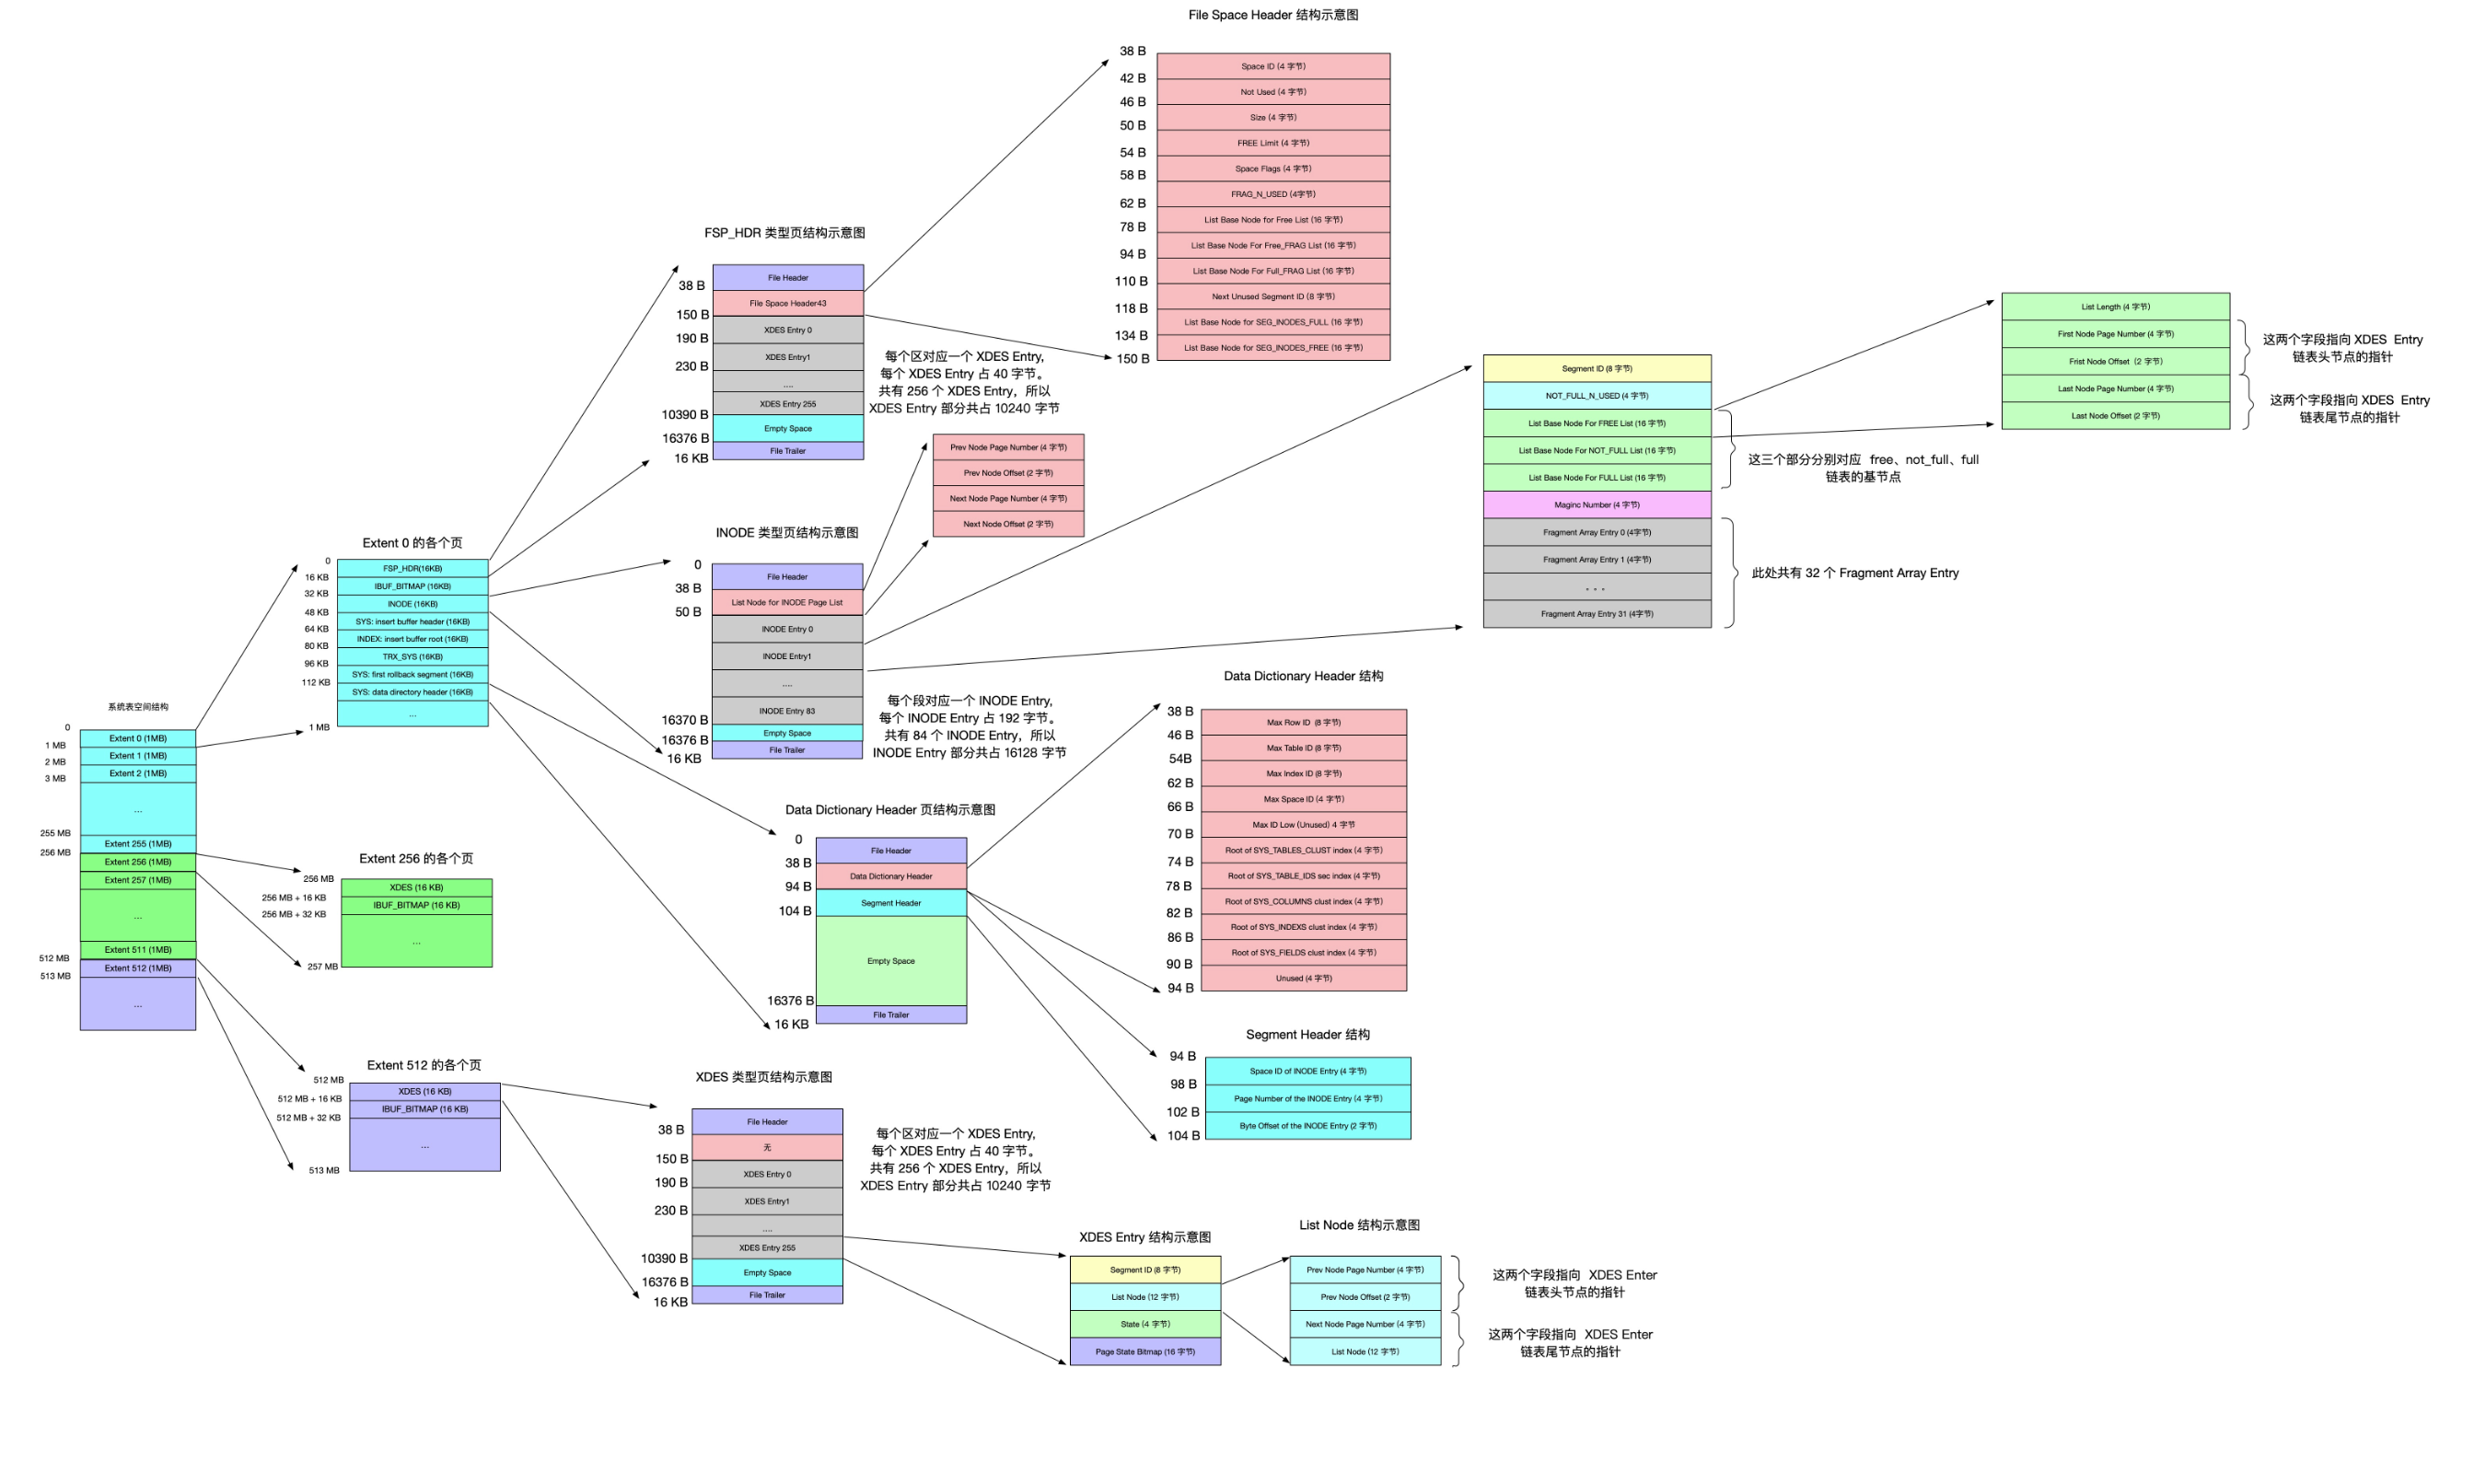 File Space Header 结构示意图
38 B
42 B
46 B
50 B
54 B
58 B
62 B
78 B
94 B
110 B
118 B
134 B
150 B
Space ID (4 字节)
Not Used (4 字节)
Size (4 字节)
FREE Limit (4 字节)
Space Flags (4 字节)
FRAG_N_USED (4字节)
List Base Node for Free List (16 字节)
List Base Node For Free_FRAG List (16 字节)
List Base Node For Full_FRAG List (16 字节)
Next Unused Segment ID (8 字节)
List Base Node for SEG_INODES_FULL (16 字节)
List Base Node for SEG_INODES_FREE (16 字节)
FSP_HDR 类型页结构示意图
38 B
150 B
190 B
230 B
10390 B
16376 B
16 KB
File Header
File Space Header43
XDES Entry 0
XDES Entry1
....
XDES Entry 255
Empty Space
File Trailer
每个区对应一个 XDES Entry,
每个 XDES Entry 占 40 字节。
共有 256 个 XDES Entry，所以
XDES Entry 部分共占 10240 字节
Prev Node Page Number (4 字节)
Prev Node Offset (2 字节)
Next Node Page Number (4 字节)
Next Node Offset (2 字节)
Segment ID (8 字节)
NOT_FULL_N_USED (4 字节)
List Base Node For FREE List (16 字节)
List Base Node For NOT_FULL List (16 字节)
List Base Node For FULL List (16 字节)
Maginc Number (4 字节)
Fragment Array Entry 0 (4字节)
Fragment Array Entry 1 (4字节)
。。。
Fragment Array Entry 31 (4字节)
这三个部分分别对应 free、not_full、full
链表的基节点
此处共有 32 个 Fragment Array Entry
List Length (4 字节)
First Node Page Number (4 字节)
Frist Node Offset (2 字节)
Last Node Page Number (4 字节)
Last Node Offset (2 字节)
这两个字段指向 XDES Entry
链表头节点的指针
这两个字段指向 XDES Entry
链表尾节点的指针
Extent 0 的各个页
0
16 KB
32 KB
48 KB
64 KB
80 KB
96 KB
112 KB
1 MB
FSP_HDR(16KB)
IBUF_BITMAP (16KB)
INODE (16KB)
SYS: insert buffer header (16KB)
INDEX: insert buffer root (16KB)
TRX_SYS (16KB)
SYS: first rollback segment (16KB)
SYS: data directory header (16KB)
...
INODE 类型页结构示意图
0
38 B
50 B
16370 B
16376 B
16 KB
File Header
List Node for INODE Page List
INODE Entry 0
INODE Entry1
....
INODE Entry 83
Empty Space
File Trailer
每个段对应一个 INODE Entry,
每个 INODE Entry 占 192 字节。
共有 84 个 INODE Entry，所以
INODE Entry 部分共占 16128 字节
系统表空间结构
0
1 MB
2 MB
3 MB
255 MB
256 MB
512 MB
513 MB
Extent 0 (1MB)
Extent 1 (1MB)
Extent 2 (1MB)
...
Extent 255 (1MB)
Extent 256 (1MB)
Extent 257 (1MB)
...
Extent 511 (1MB)
Extent 512 (1MB)
...
Data Dictionary Header 结构
38 B
46 B
54B
62 B
66 B
70 B
74 B
78 B
82 B
86 B
90 B
94 B
Max Row ID (8 字节)
Max Table ID (8 字节)
Max Index ID (8 字节)
Max Space ID (4 字节)
Max ID Low (Unused) 4 字节
Root of SYS_TABLES_CLUST index (4 字节)
Root of SYS_TABLE_IDS sec index (4 字节)
Root of SYS_COLUMNS clust index (4 字节)
Root of SYS_INDEXS clust index (4 字节)
Root of SYS_FIELDS clust index (4 字节)
Unused (4 字节)
Data Dictionary Header 页结构示意图
0
38 B
94 B
104 B
16376 B
16 KB
File Header
Data Dictionary Header
Segment Header
Empty Space
File Trailer
Extent 256 的各个页
256 MB
256 MB + 16 KB
256 MB + 32 KB
257 MB
XDES (16 KB)
IBUF_BITMAP (16 KB)
...
Segment Header 结构
94 B
98 B
102 B
104 B
Space ID of INODE Entry (4 字节)
Page Number of the INODE Entry (4 字节)
Byte Offset of the INODE Entry (2 字节)
Extent 512 的各个页
512 MB
512 MB + 16 KB
512 MB + 32 KB
513 MB
XDES (16 KB)
IBUF_BITMAP (16 KB)
...
XDES 类型页结构示意图
38 B
150 B
190 B
230 B
10390 B
16376 B
16 KB
File Header
无
XDES Entry 0
XDES Entry1
....
XDES Entry 255
Empty Space
File Trailer
每个区对应一个 XDES Entry,
每个 XDES Entry 占 40 字节。
共有 256 个 XDES Entry，所以
XDES Entry 部分共占 10240 字节
XDES Entry 结构示意图
Segment ID (8 字节)
List Node (12 字节)
State (4 字节)
Page State Bitmap (16 字节)
List Node 结构示意图
Prev Node Page Number (4 字节)
Prev Node Offset (2 字节)
Next Node Page Number (4 字节)
List Node (12 字节)
这两个字段指向 XDES Enter
链表头节点的指针
这两个字段指向 XDES Enter
链表尾节点的指针